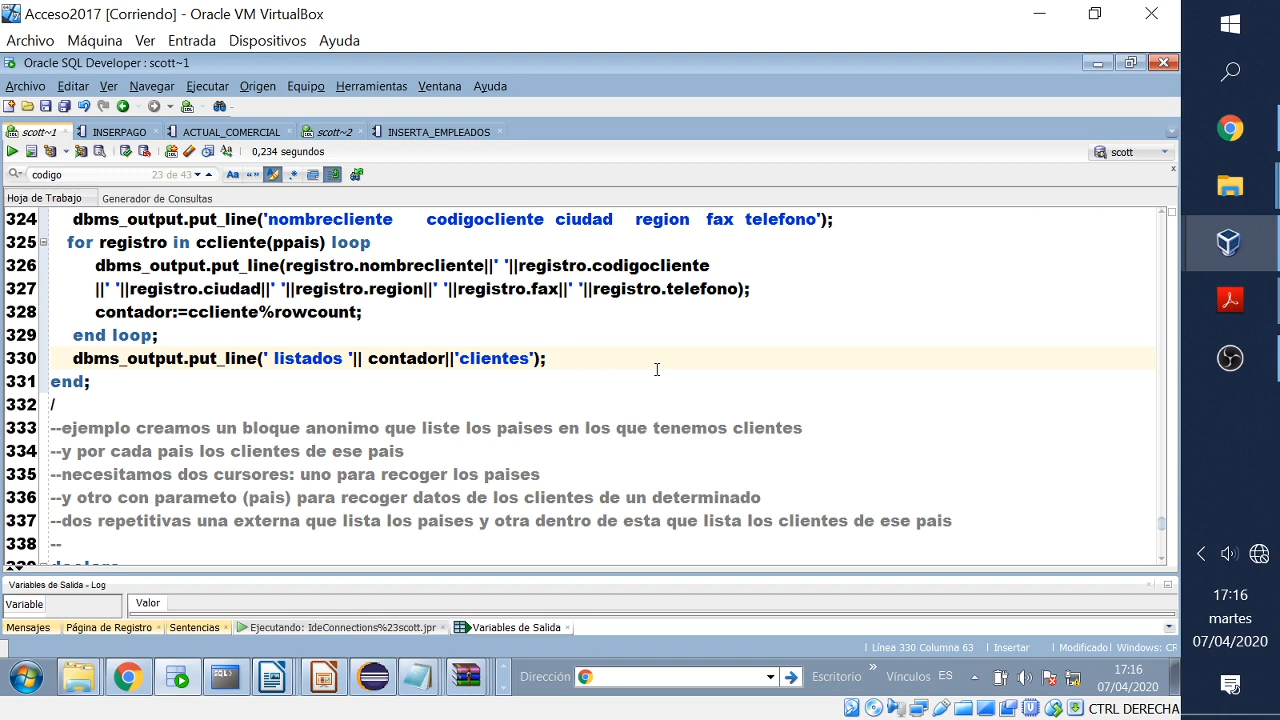 Acceso2017 [Corriendo] - Oracle VM VirtualBox
Archivo Máquina Ver Entrada Dispositivos Ayuda
Oracle SQL Developer : scott~1
Archivo Editar Ver Navegar Ejecutar Origen Equipo Herramientas Ventana Ayuda
scott~1 INSERPAGO ACTUAL_COMERCIAL scott~2 INSERTA_EMPLEADOS
0,234 segundos scott
codigo 23 de 43 Aa
Hoja de Trabajo Generador de Consultas
324 dbms_output.put_line('nombrecliente codigocliente ciudad region fax telefono');
325 for registro in ccliente(ppais) loop
326 dbms_output.put_line(registro.nombrecliente||' '||registro.codigocliente
327 ||' '||registro.ciudad||' '||registro.region||' '||registro.fax||' '||registro.telefono);
328 contador:=ccliente%rowcount;
329 end loop;
330 dbms_output.put_line(' listados '|| contador||'clientes');
331 end;
332 /
333 --ejemplo creamos un bloque anonimo que liste los paises en los que tenemos clientes
334 --y por cada pais los clientes de ese pais
335 --necesitamos dos cursores: uno para recoger los paises
336 --y otro con parameto (pais) para recoger datos de los clientes de un determinado
337 --dos repetitivas una externa que lista los paises y otra dentro de esta que lista los clientes de ese pais
338 --
339 declare
Variables de Salida - Log
Variable Valor
Mensajes Página de Registro Sentencias Ejecutando: IdeConnections%23scott.jpr Variables de Salida
Línea 330 Columna 63 Insertar Modificado Windows: CR
Dirección Escritorio Vínculos ES 17:16
07/04/2020
CTRL DERECHA
17:16
martes
07/04/2020